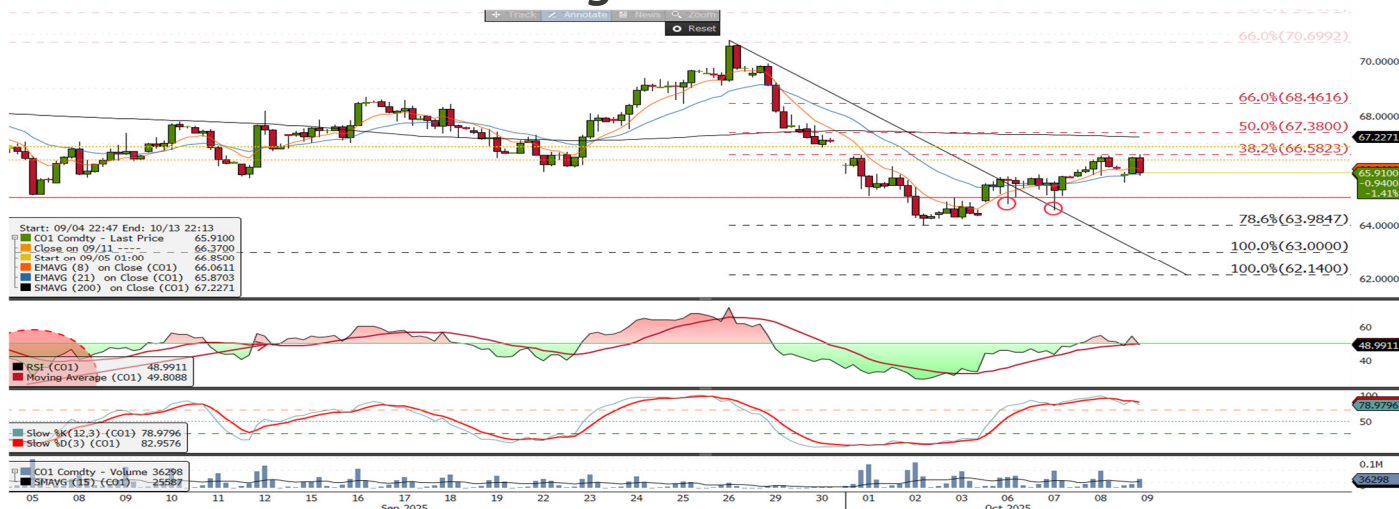 Track Annotate News Zoom
Reset
66.0%(70.6992)
70.0000
66.0%(68.4616)
68.0000
50.0%(67.3800)
67.2271
38.2%(66.5823)
65.9100
0.9400
-1.41%
78.6%(63.9847)
64.0000
100.0%(63.0000)
100.0%(62.1400)
62.0000
Start: 09/04 22:47 End: 10/13 22:13
CO1 Comdty - Last Price 65.9100
Close on 09/11 ---- 66.3700
Start on 09/05 01:00 66.8500
EMAVG (8) on Close (CO1) 66.0611
EMAVG (21) on Close (CO1) 65.8703
SMAVG (200) on Close (CO1) 67.2271
60
48.9911
40
RSI (CO1) 48.9911
Moving Average (CO1) 49.8088
100
78.9796
50
Slow %K(12,3) (CO1) 78.9796
Slow %D(3) (CO1) 82.9576
CO1 Comdty - Volume 36298
SMAVG (15) (CO1) 25587
0.1M
36298
05 08 09 10 11 12 15 16 17 18 19 22 23 24 25 26 29 30 01 02 03 06 07 08 09
Sep 2025 Oct 2025